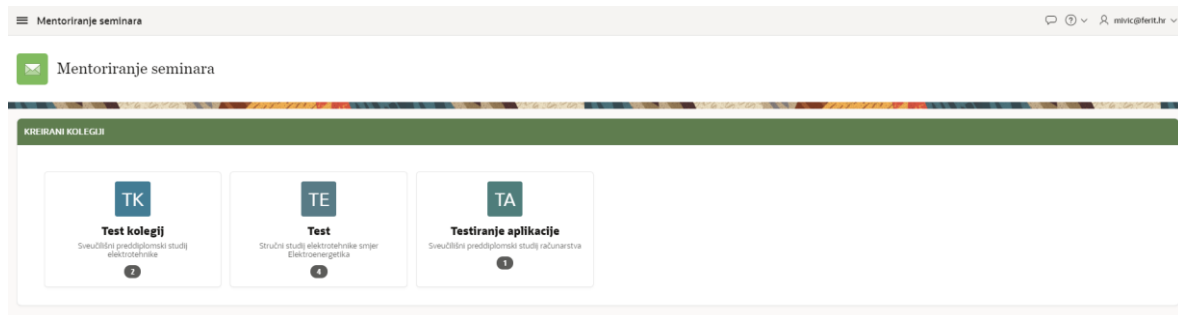 Mentoriranje seminara
mivic@ferit.hr
Mentoriranje seminara
KREIRANI KOLEGIJI
TK
Test kolegij
Sveučilišni preddiplomski studij
elektrotehnike
2
TE
Test
Stručni studij elektrotehnike smjer
Elektroenergetika
4
TA
Testiranje aplikacije
Sveučilišni preddiplomski studij računarstva
1